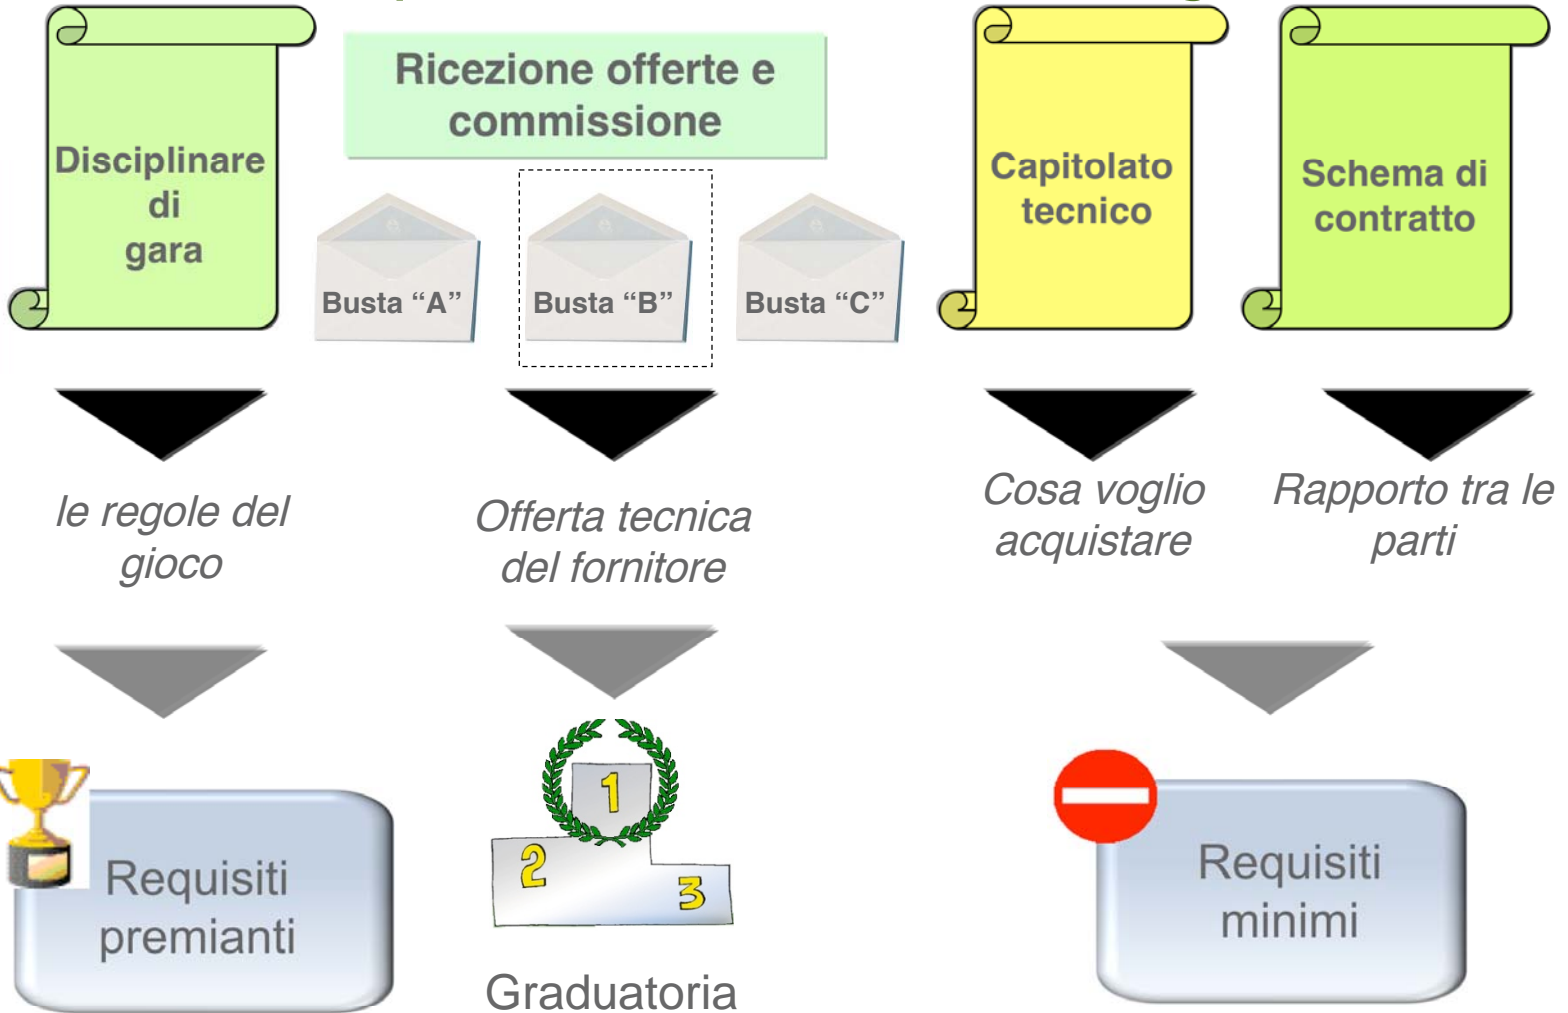 Disciplinare
di
gara
Ricezione offerte e
commissione
Busta “A”
Busta “B”
Busta “C”
Capitolato
tecnico
Schema di
contratto
le regole del
gioco
Offerta tecnica
del fornitore
Cosa voglio
acquistare
Rapporto tra le
parti
Requisiti
premianti
1
2
3
Graduatoria
Requisiti
minimi